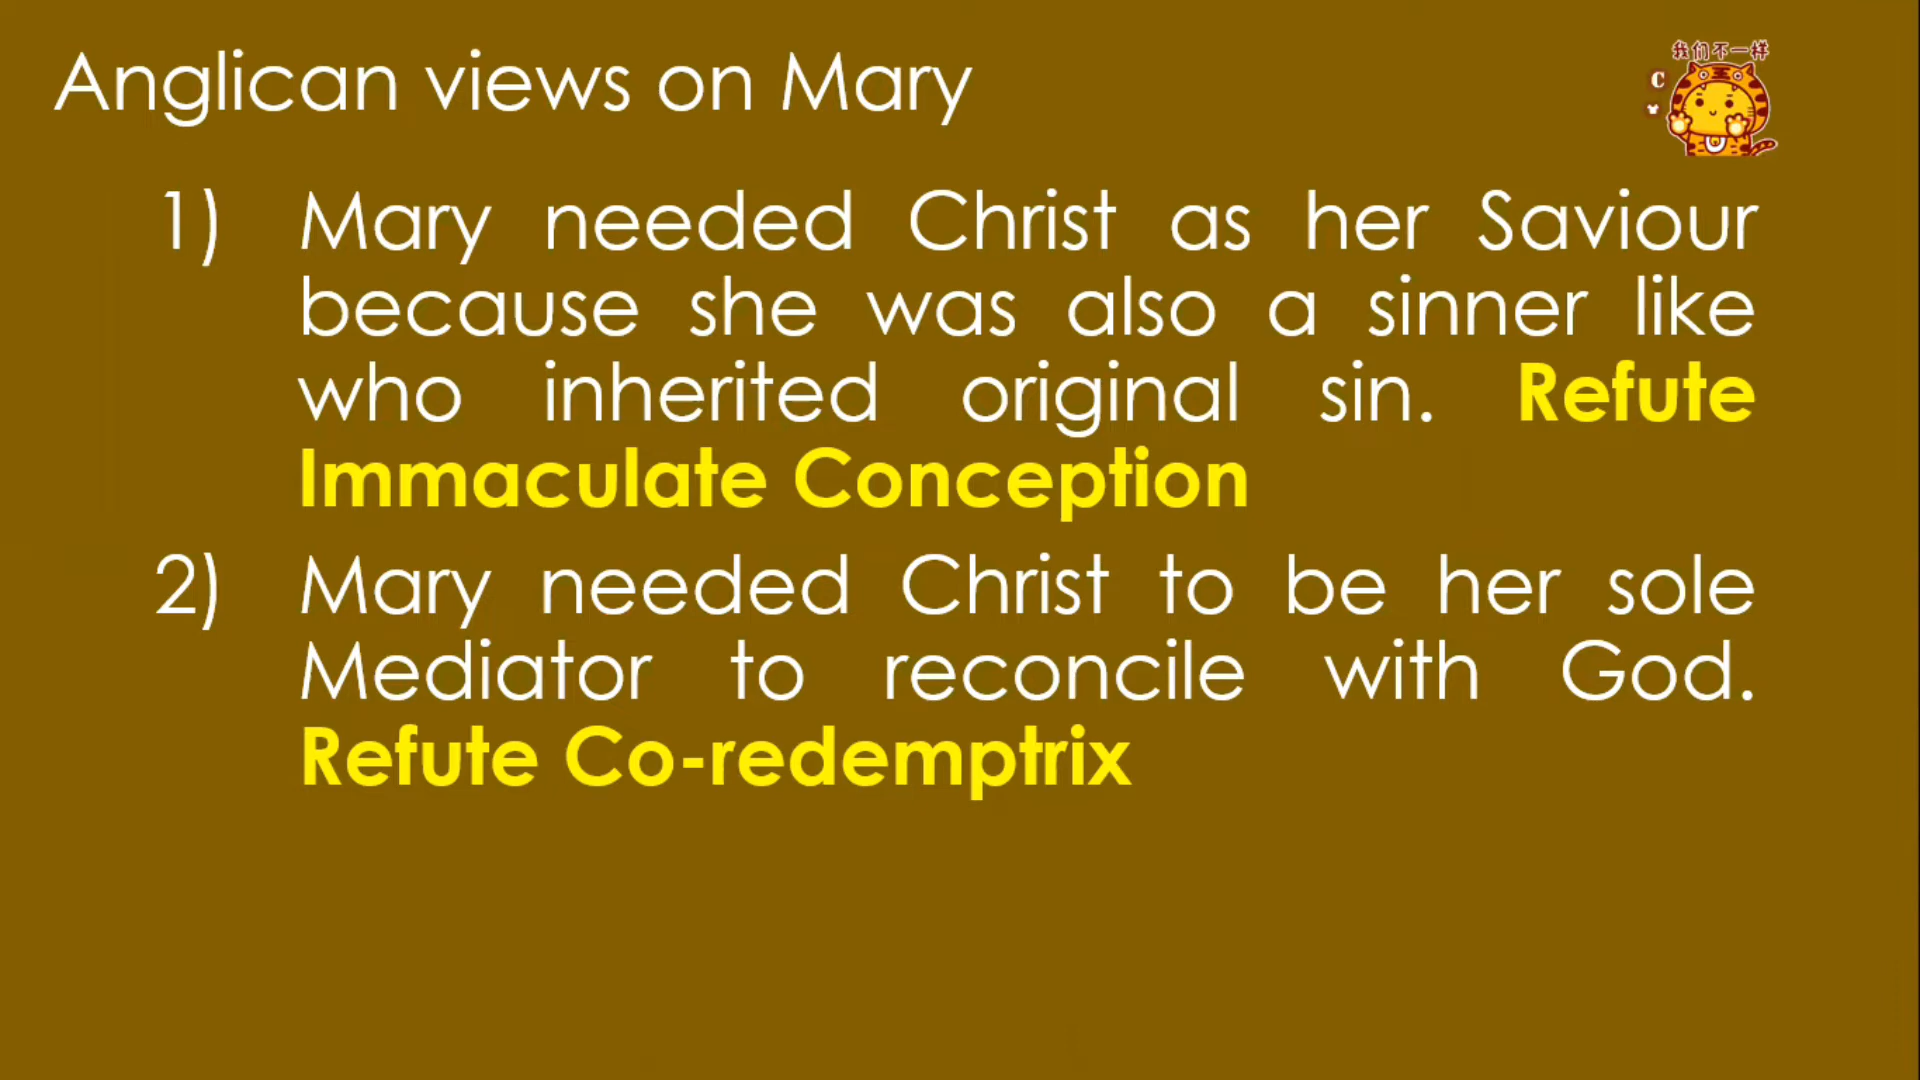 Anglican views on Mary
我们不一样
C
1) Mary needed Christ as her Saviour
because she was also a sinner like
who inherited original sin. Refute
Immaculate Conception
2) Mary needed Christ to be her sole
Mediator to reconcile with God.
Refute Co-redemptrix